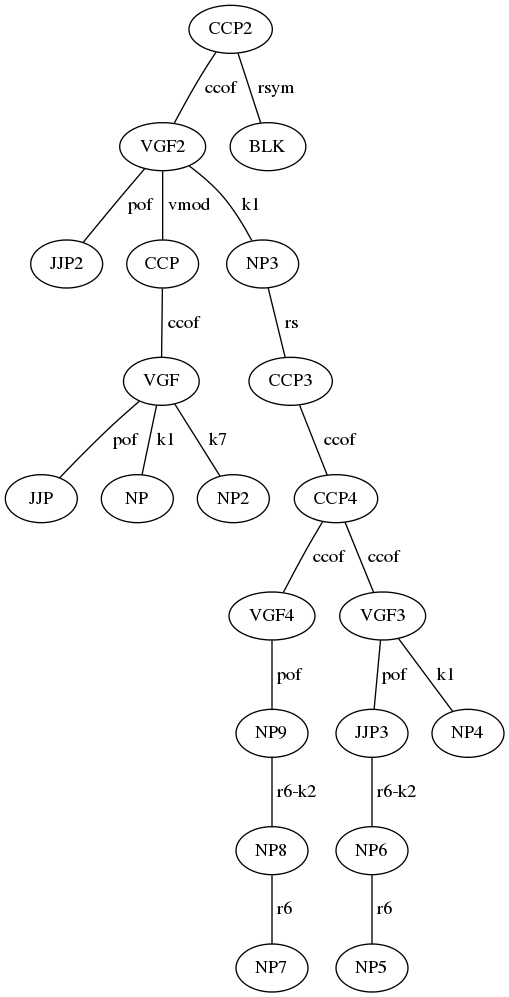 CCP2
ccof rsym
VGF2 BLK
pof vmod k1
JJP2 CCP NP3
ccof rs
VGF CCP3
pof k1 k7 ccof
JJP NP NP2 CCP4
ccof ccof
VGF4 VGF3
pof pof k1
NP9 JJP3 NP4
r6-k2 r6-k2
NP8 NP6
r6 r6
NP7 NP5